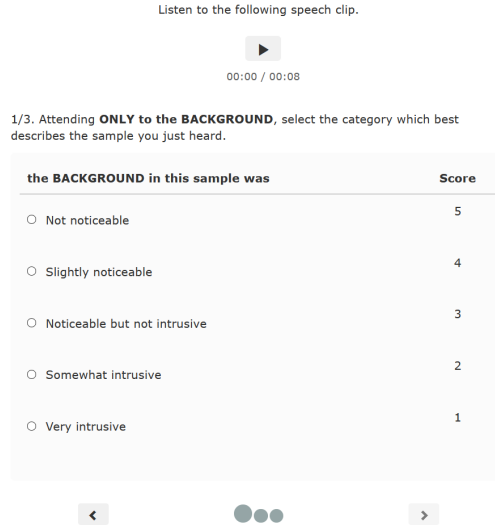 Listen to the following speech clip.
00:00 / 00:08
1/3. Attending ONLY to the BACKGROUND, select the category which best
describes the sample you just heard.
the BACKGROUND in this sample was Score
Not noticeable 5
Slightly noticeable 4
Noticeable but not intrusive 3
Somewhat intrusive 2
Very intrusive 1